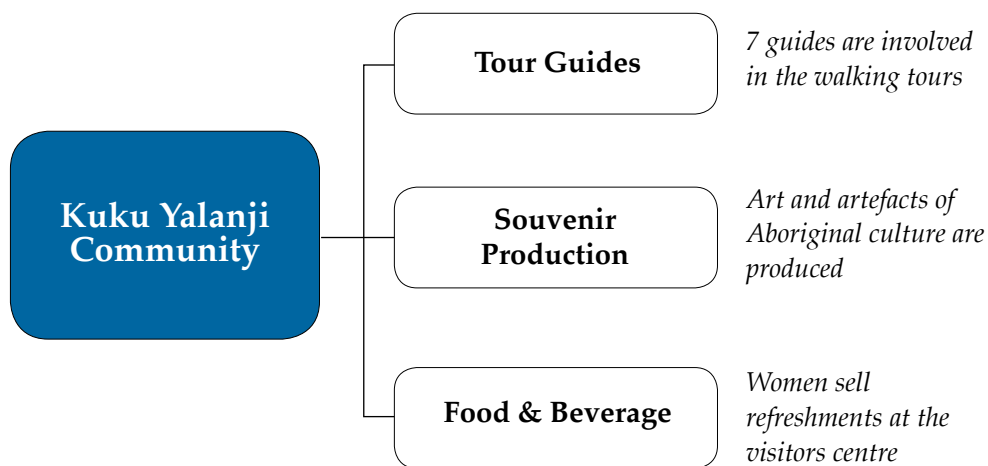 Kuku Yalanji
Community
Tour Guides
7 guides are involved
in the walking tours
Souvenir
Production
Art and artefacts of
Aboriginal culture are
produced
Food & Beverage
Women sell
refreshments at the
visitors centre